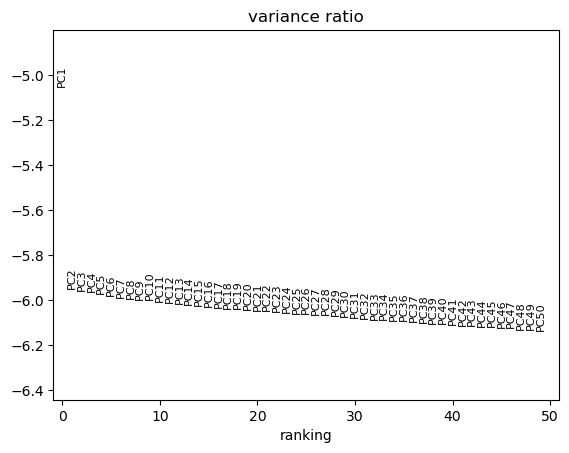 variance ratio
−5.0
−5.2
−5.4
−5.6
−5.8
−6.0
−6.2
−6.4
PC1
PC2
PC3
PC4
PC5
PC6
PC7
PC8
PC9
PC10
PC11
PC12
PC13
PC14
PC15
PC16
PC17
PC18
PC19
PC20
PC21
PC22
PC23
PC24
PC25
PC26
PC27
PC28
PC29
PC30
PC31
PC32
PC33
PC34
PC35
PC36
PC37
PC38
PC39
PC40
PC41
PC42
PC43
PC44
PC45
PC46
PC47
PC48
PC49
PC50
0 10 20 30 40 50
ranking